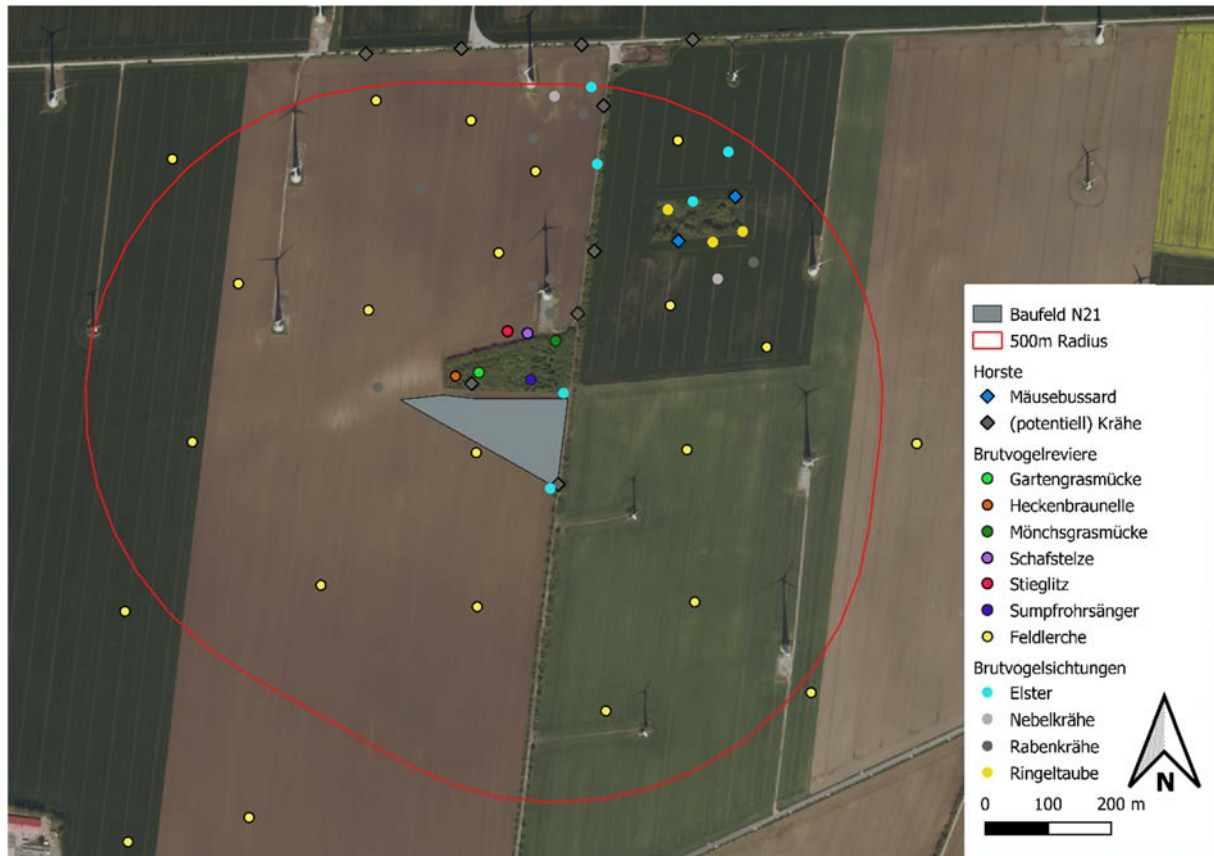 Baufeld N21
500m Radius
Horste
Mäusebussard
(potentiell) Krähe
Brutvogelreviere
Gartengrasmücke
Heckenbraunelle
Mönchsgrasmücke
Schafstelze
Stieglitz
Sumpfrohrsänger
Feldlerche
Brutvogelsichtungen
Elster
Nebelkrähe
Rabenkrähe
Ringeltaube
N
0 100 200 m